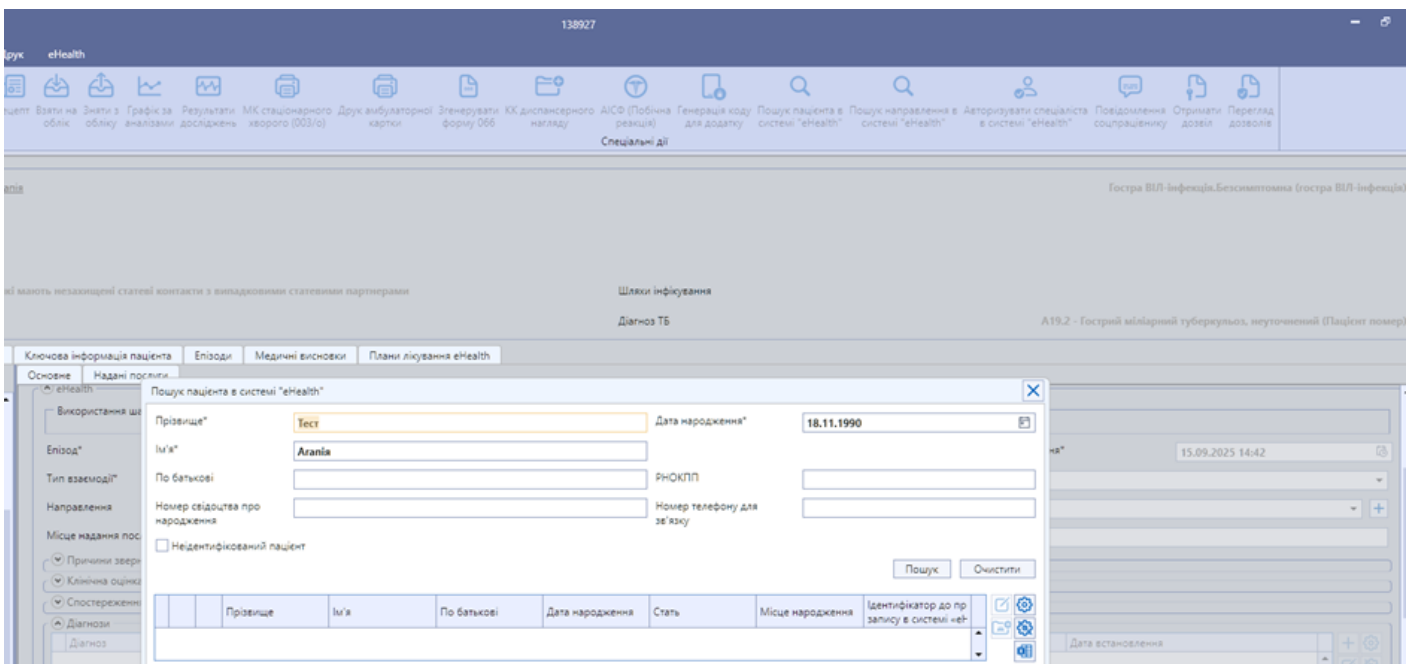 138927
Друк eHealth
Рецепт Взяти на облік Зняти з обліку Графік за аналізами Результати досліджень МК стаціонарного хворого (003/о) Друк амбулаторної картки Згенерувати форму 066 КК диспансерного нагляду АІСФ (Побічна реакція) Генерація коду для додатку Пошук пацієнта в системі "eHealth" Пошук направлення в системі "eHealth" Авторизувати спеціаліста в системі "eHealth" Повідомлення соцпрацівнику Отримати дозвіл Перегляд дозволів
Спеціальні дії
Гостра ВІЛ-інфекція.Безсимптомна (гостра ВІЛ-інфекція)
які мають незахищені статеві контакти з випадковими статевими партнерами Шляхи інфікування
Діагноз ТБ A19.2 - Гострий міліарний туберкульоз, неуточнений (Пацієнт помер)
Ключова інформація пацієнта Епізоди Медичні висновки Плани лікування eHealth
Основне Надані послуги
eHealth
Пошук пацієнта в системі "eHealth"
Використання ша
Прізвище* Тест Дата народження* 18.11.1990
Епізод* Ім'я* Агапія ня* 15.09.2025 14:42
Тип взаємодії* По батькові РНОКПП
Направлення Номер свідоцтва про народження Номер телефону для зв'язку
Місце надання пос
Неідентифікований пацієнт
Причини зверн
Пошук Очистити
Клінічна оцінка
Спостереженн
Прізвище Ім'я По батькові Дата народження Стать Місце народження Ідентифікатор до пр запису в системі «eH
Діагнози
Діагноз Дата встановлення